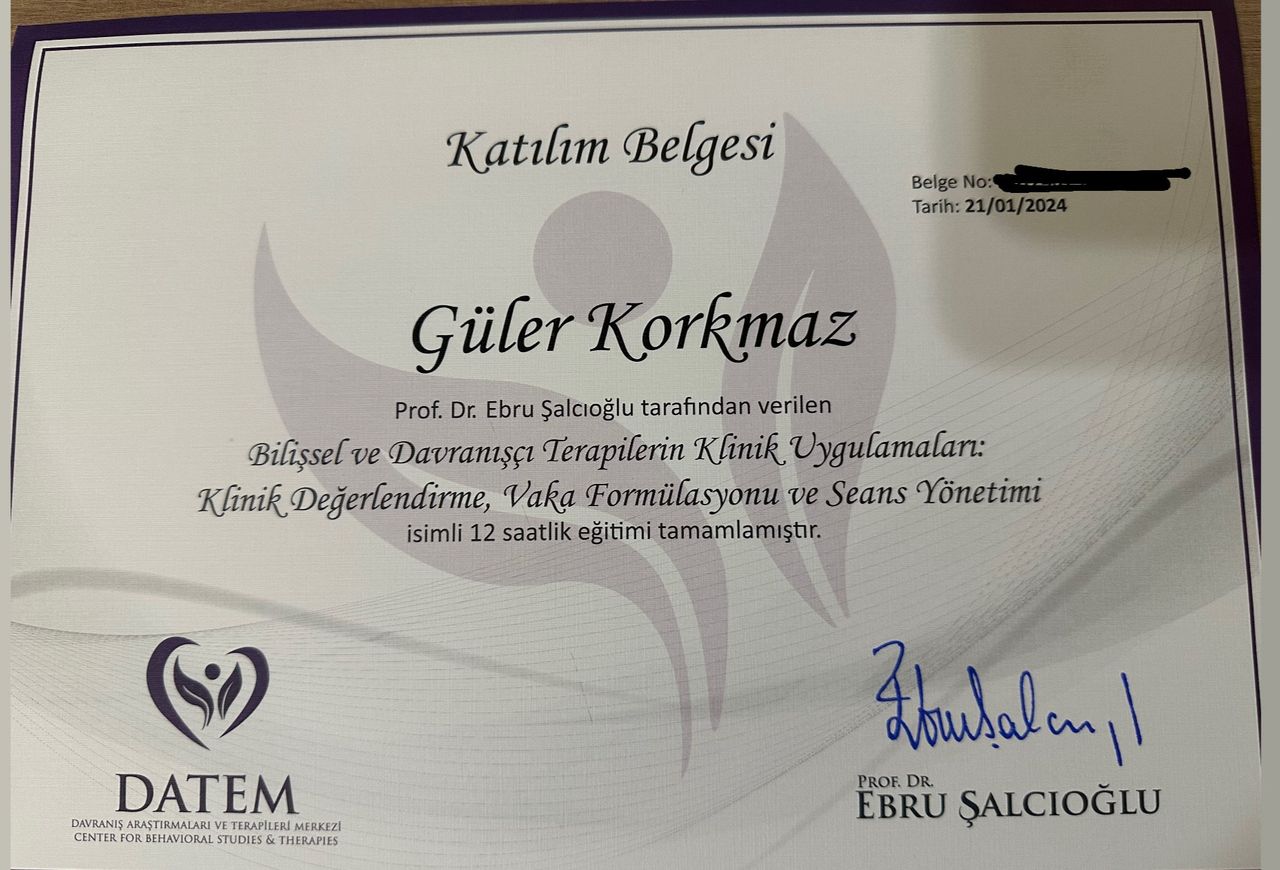 Katılım Belgesi
Belge No:
Tarih: 21/01/2024
Güler Korkmaz
Prof. Dr. Ebru Şalcıoğlu tarafından verilen
Bilişsel ve Davranışçı Terapilerin Klinik Uygulamaları:
Klinik Değerlendirme, Vaka Formülasyonu ve Seans Yönetimi
isimli 12 saatlik eğitimi tamamlamıştır.
DATEM
DAVRANIŞ ARAŞTIRMALARI VE TERAPİLERİ MERKEZİ
CENTER FOR BEHAVIORAL STUDIES & THERAPIES
PROF. DR.
EBRU ŞALCIOĞLU